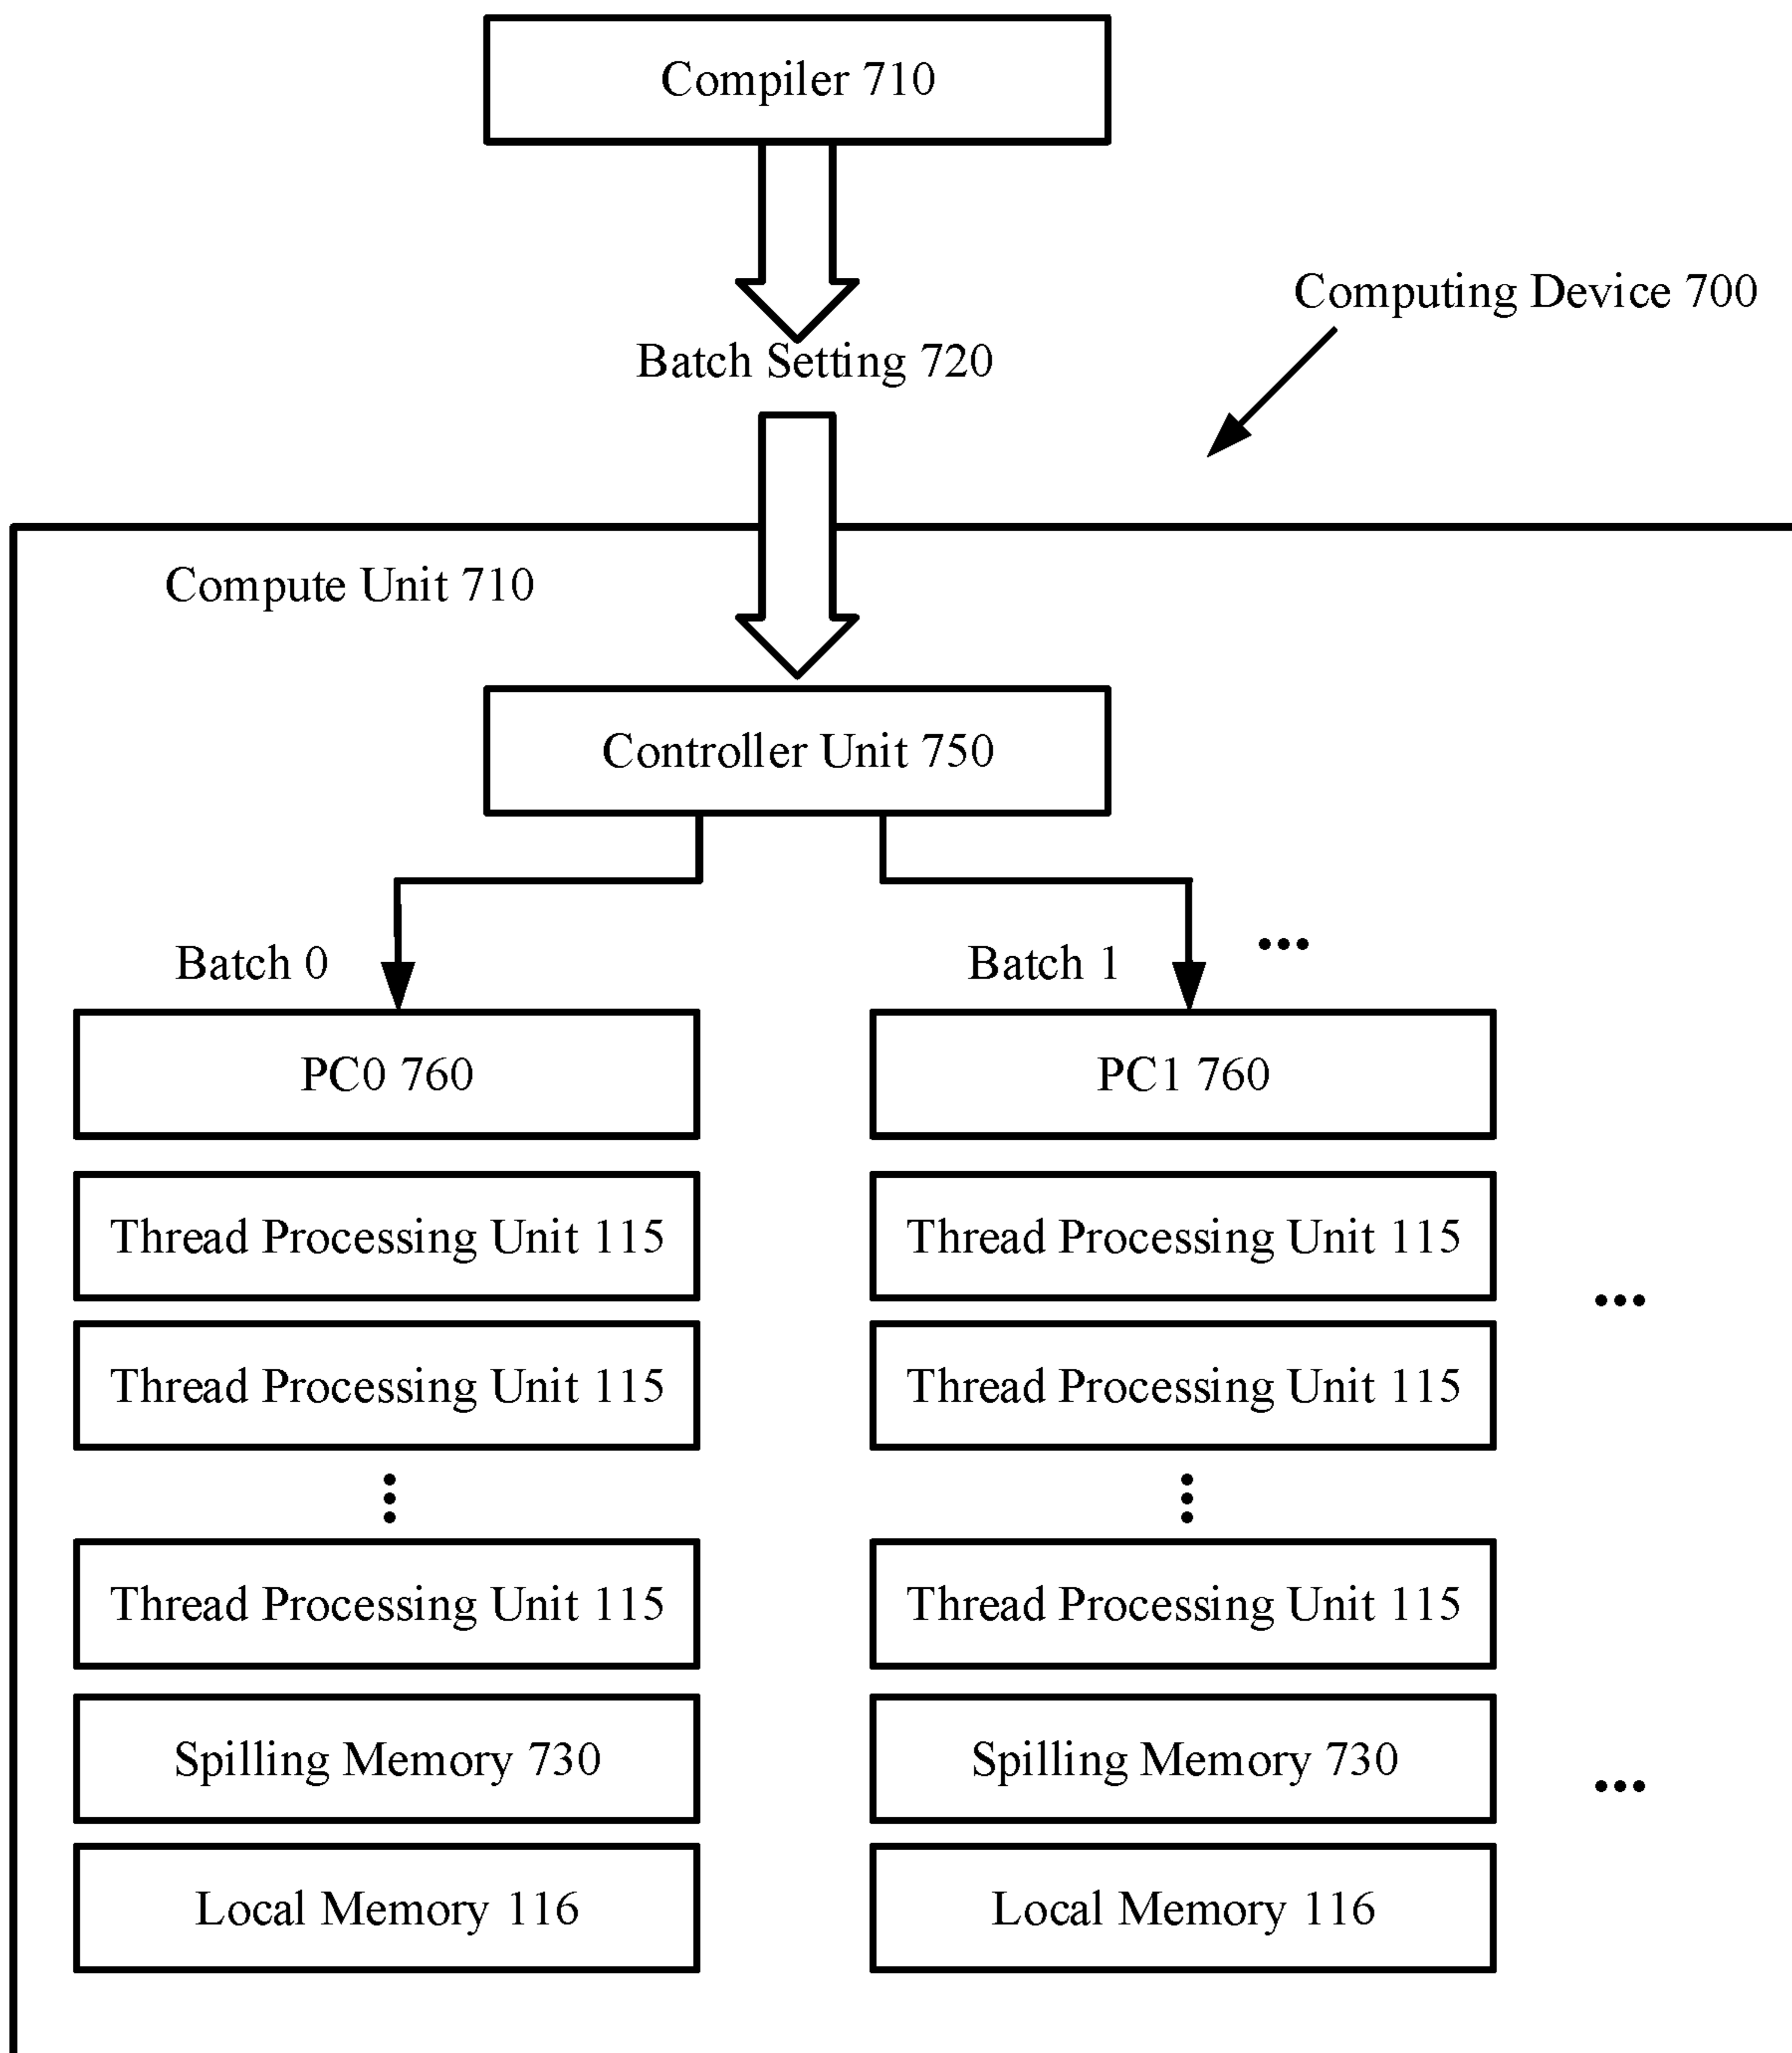 Compiler 710
Computing Device 700
Batch Setting 720
Compute Unit 710
Controller Unit 750
Batch 0
Batch 1
PC0 760
PC1 760
Thread Processing Unit 115
Thread Processing Unit 115
Thread Processing Unit 115
Thread Processing Unit 115
Thread Processing Unit 115
Thread Processing Unit 115
Spilling Memory 730
Spilling Memory 730
Local Memory 116
Local Memory 116